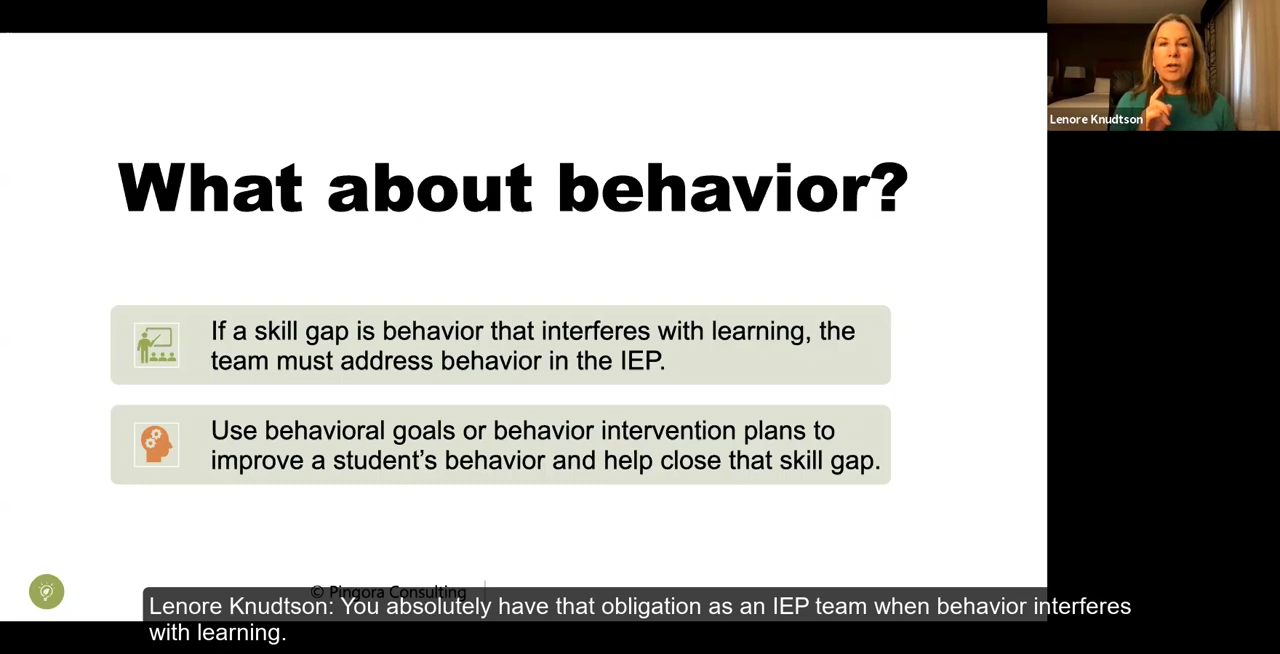 What about behavior?
If a skill gap is behavior that interferes with learning, the
team must address behavior in the IEP.
Use behavioral goals or behavior intervention plans to
improve a student’s behavior and help close that skill gap.
© Pingora Consulting
Lenore Knudtson: You absolutely have that obligation as an IEP team when behavior interferes
with learning.
Lenore Knudtson